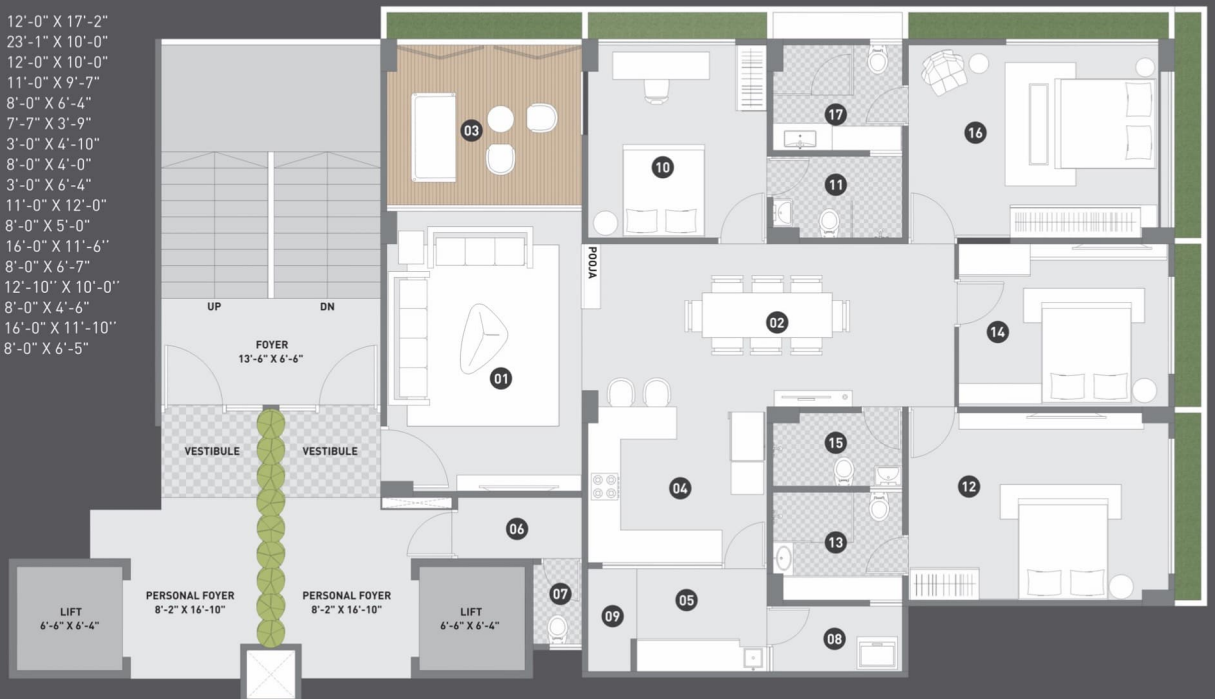 12'-0" X 17'-2"
23'-1" X 10'-0"
12'-0" X 10'-0"
11'-0" X 9'-7"
8'-0" X 6'-4"
7'-7" X 3'-9"
3'-0" X 4'-10"
8'-0" X 4'-0"
3'-0" X 6'-4"
11'-0" X 12'-0"
8'-0" X 5'-0"
16'-0" X 11'-6''
8'-0" X 6'-7"
12'-10'' X 10'-0''
8'-0" X 4'-6"
16'-0" X 11'-10''
8'-0" X 6'-5"
03
10
17
16
11
POOJA
UP
DN
02
14
FOYER
13'-6" X 6'-6"
01
VESTIBULE
VESTIBULE
15
04
12
06
13
PERSONAL FOYER
8'-2" X 16'-10"
PERSONAL FOYER
8'-2" X 16'-10"
07
05
LIFT
6'-6" X 6'-4"
LIFT
6'-6" X 6'-4"
09
08